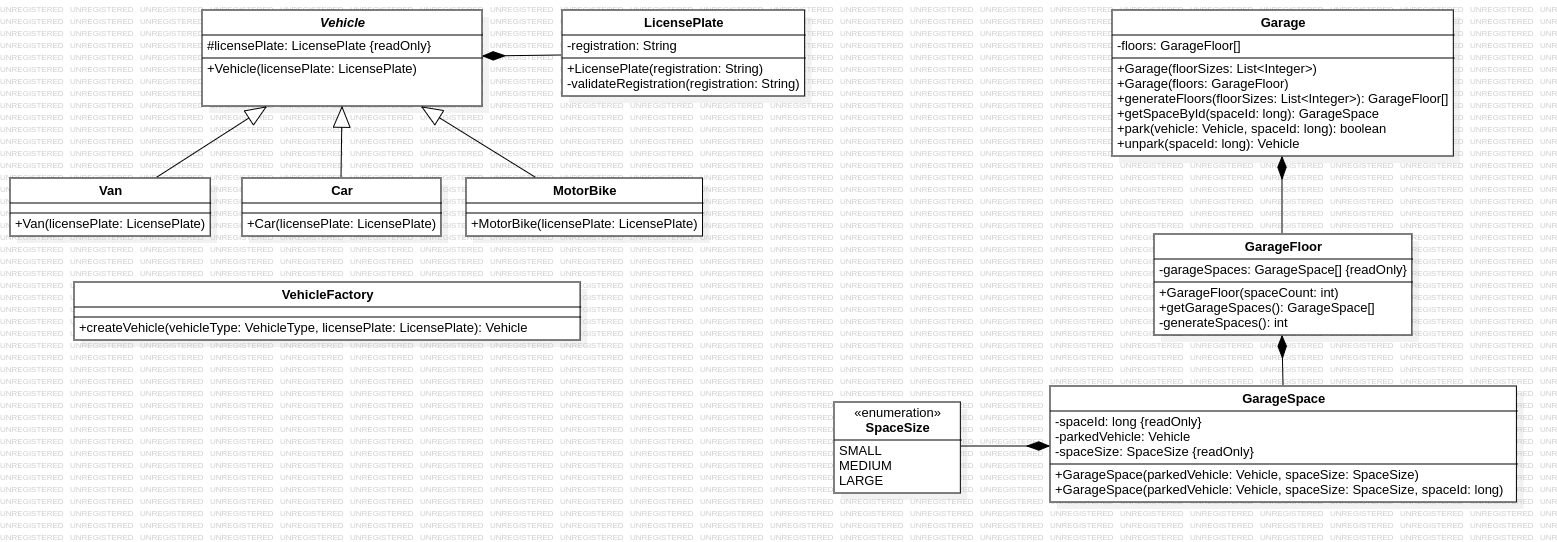 Vehicle
#licensePlate: LicensePlate {readOnly}
+Vehicle(licensePlate: LicensePlate)
LicensePlate
-registration: String
+LicensePlate(registration: String)
-validateRegistration(registration: String)
Garage
-floors: GarageFloor[]
+Garage(floorSizes: List<Integer>)
+Garage(floors: GarageFloor)
+generateFloors(floorSizes: List<Integer>): GarageFloor[]
+getSpaceById(spaceId: long): GarageSpace
+park(vehicle: Vehicle, spaceId: long): boolean
+unpark(spaceId: long): Vehicle
Van
+Van(licensePlate: LicensePlate)
Car
+Car(licensePlate: LicensePlate)
MotorBike
+MotorBike(licensePlate: LicensePlate)
GarageFloor
-garageSpaces: GarageSpace[] {readOnly}
+GarageFloor(spaceCount: int)
+getGarageSpaces(): GarageSpace[]
-generateSpaces(): int
VehicleFactory
+createVehicle(vehicleType: VehicleType, licensePlate: LicensePlate): Vehicle
«enumeration»
SpaceSize
SMALL
MEDIUM
LARGE
GarageSpace
-spaceId: long {readOnly}
-parkedVehicle: Vehicle
-spaceSize: SpaceSize {readOnly}
+GarageSpace(parkedVehicle: Vehicle, spaceSize: SpaceSize)
+GarageSpace(parkedVehicle: Vehicle, spaceSize: SpaceSize, spaceId: long)
UNREGISTERED